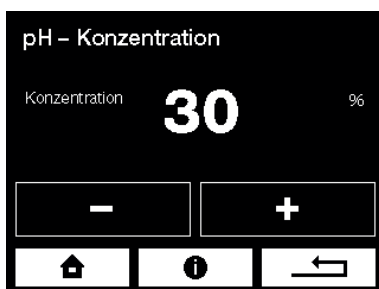 pH – Konzentration
Konzentration 30 %
– +